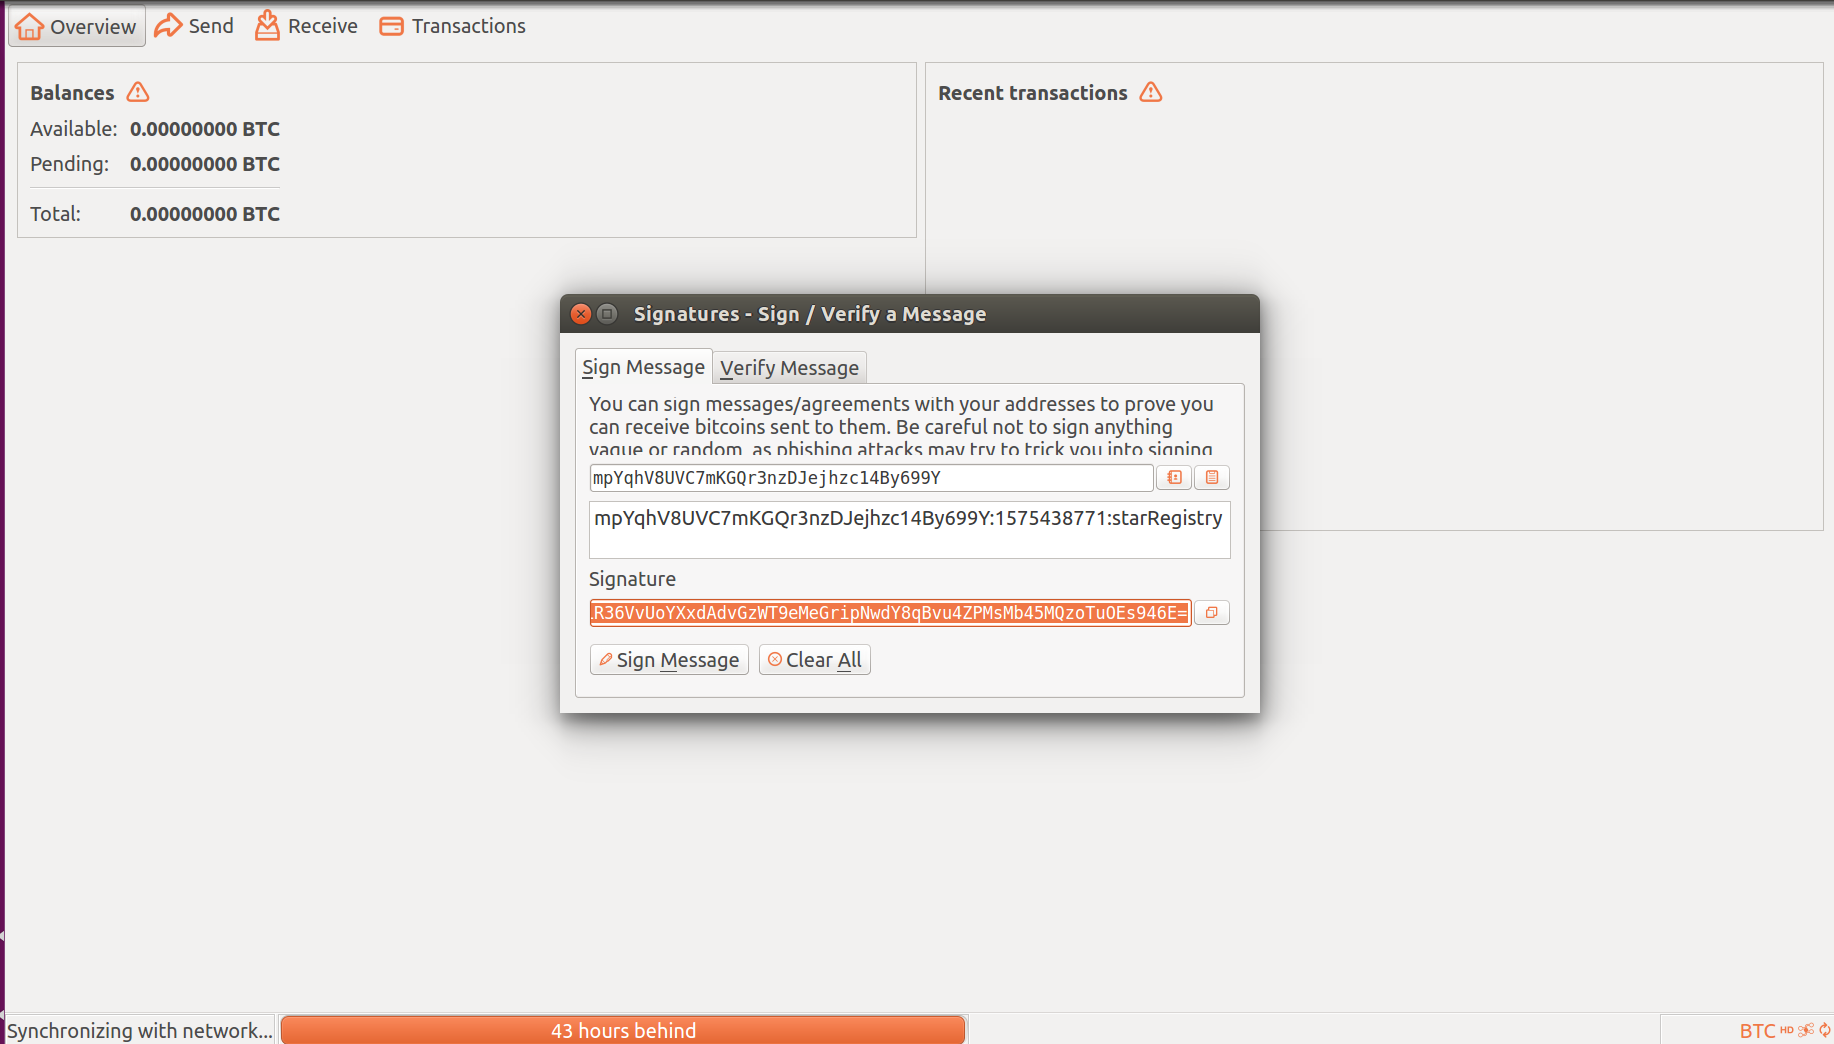 Overview Send Receive Transactions
Balances
Available: 0.00000000 BTC
Pending: 0.00000000 BTC
Total: 0.00000000 BTC
Recent transactions
Signatures - Sign / Verify a Message
Sign Message Verify Message
You can sign messages/agreements with your addresses to prove you
can receive bitcoins sent to them. Be careful not to sign anything
vague or random, as phishing attacks may try to trick you into signing
mpYqhV8UVC7mKGQr3nzDJejhzc14By699Y
mpYqhV8UVC7mKGQr3nzDJejhzc14By699Y:1575438771:starRegistry
Signature
.R36VvUoYXxdAdvGzWT9eMeGripNwdY8qBvu4ZPMsMb45MQzoTuOEs946E=
Sign Message Clear All
Synchronizing with network... 43 hours behind BTC HD